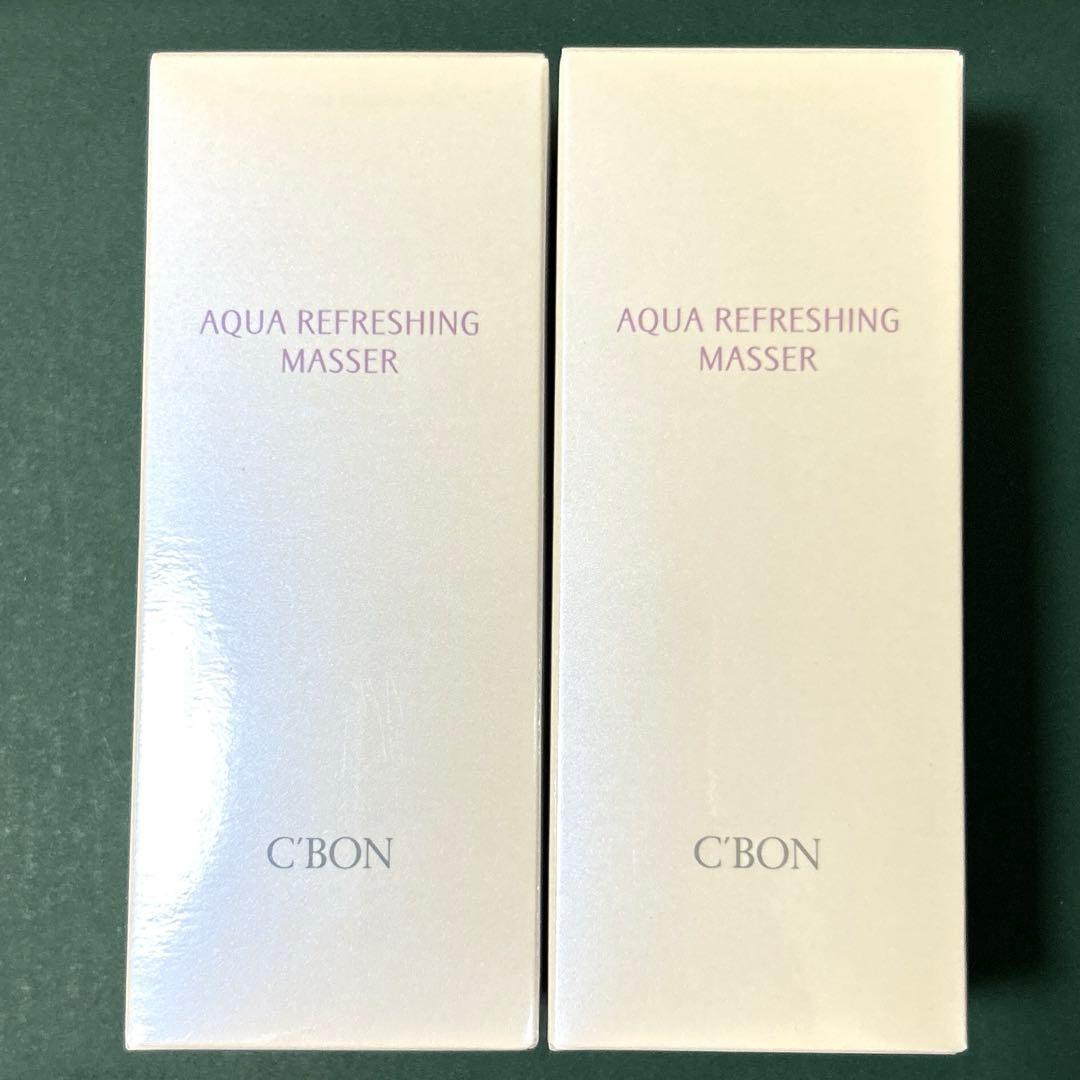 AQUA REFRESHING
MASSER
C'BON
AQUA REFRESHING
MASSER
C'BON